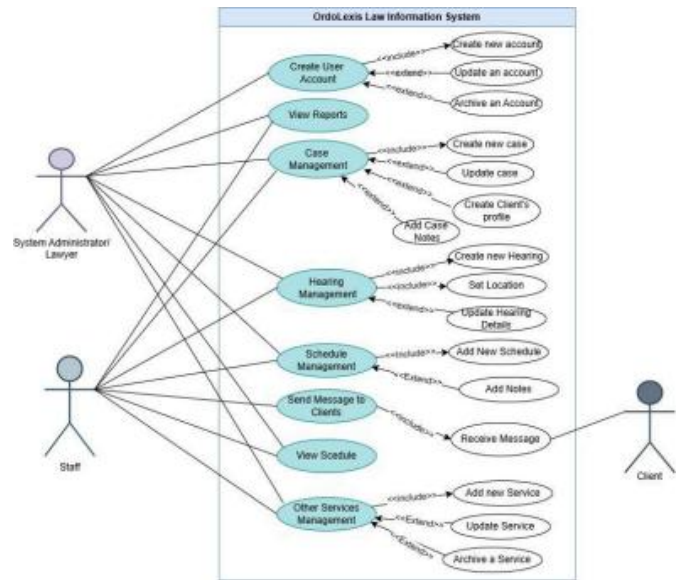 OrdoLexis Law Information System
Create new account
<<include>>
Create User
Account
<<extend>>
Update an account
<<extend>>
Archive an Account
View Reports
Case
Management
<<include>>
Create new case
<<extend>>
Update case
<<extend>>
Create Client's
profile
<<extend>>
Add Case
Notes
System Administrator/
Lawyer
Hearing
Management
<<include>>
Create new Hearing
<<include>>
Set Location
<<extend>>
Update Hearing
Details
Schedule
Management
<<include>>
Add New Schedule
<<Extend>>
Add Notes
Send Message to
Clients
<<include>>
Receive Message
Staff
View Scedule
Client
Other Services
Management
<<include>>
Add new Service
<<Extend>>
Update Service
<<Extend>>
Archive a Service